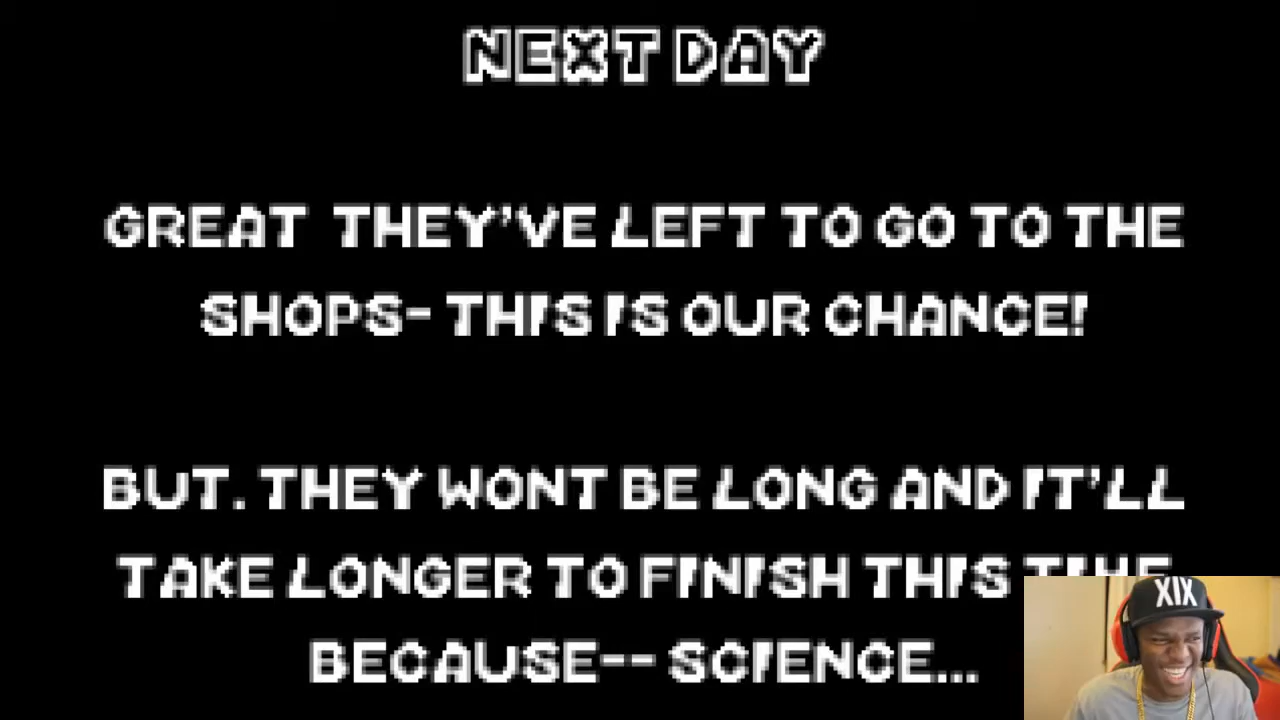 NEXT DAY
GREAT THEY'VE LEFT TO GO TO THE
SHOPS- THIS IS OUR CHANCE!
BUT. THEY WONT BE LONG AND IT'LL
TAKE LONGER TO FINISH THIS TIME
BECAUSE-- SCIENCE...
XIX